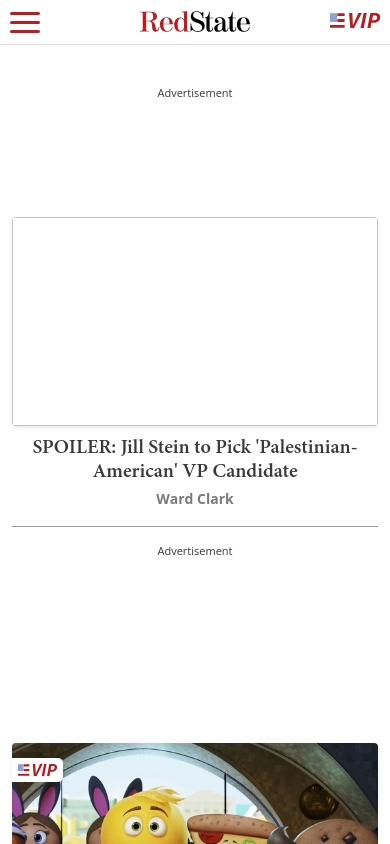 RedState
VIP
Advertisement
SPOILER: Jill Stein to Pick 'Palestinian-
American' VP Candidate
Ward Clark
Advertisement
VIP